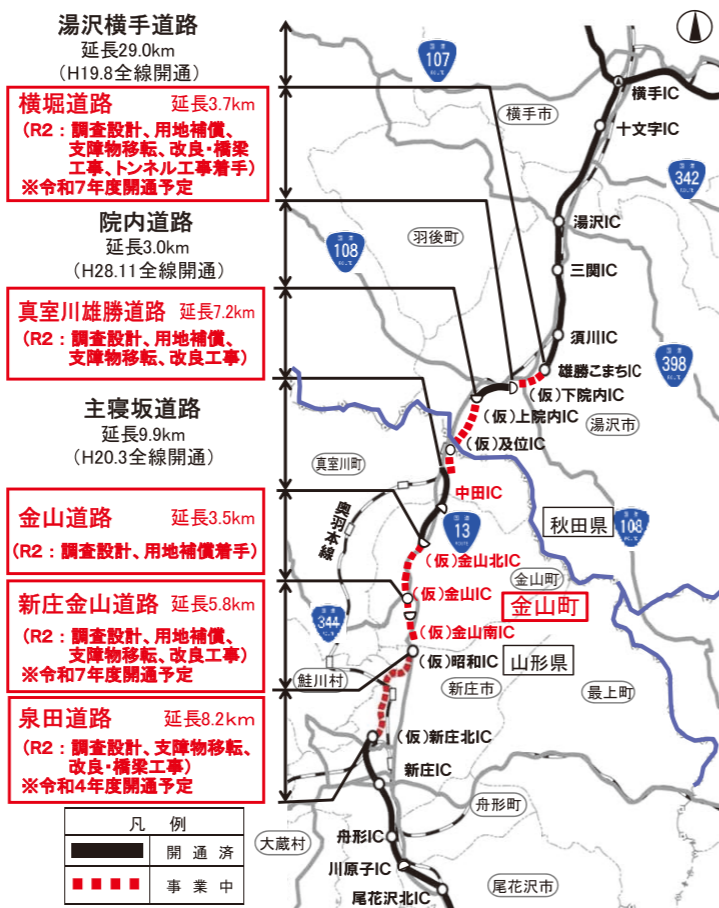 湯沢横手道路
延長29.0km
(H19.8全線開通)
横堀道路 延長3.7km
(R2：調査設計、用地補償、
支障物移転、改良・橋梁
工事、トンネル工事着手)
※令和7年度開通予定
院内道路
延長3.0km
(H28.11全線開通)
真室川雄勝道路 延長7.2km
(R2：調査設計、用地補償、
支障物移転、改良工事)
主寝坂道路
延長9.9km
(H20.3全線開通)
金山道路 延長3.5km
(R2：調査設計、用地補償着手)
新庄金山道路 延長5.8km
(R2：調査設計、用地補償、
支障物移転、改良工事)
※令和7年度開通予定
泉田道路 延長8.2km
(R2：調査設計、支障物移転、
改良・橋梁工事)
※令和4年度開通予定
凡例
開通済
事業中
107
横手IC
横手市
十文字IC
342
湯沢IC
羽後町
108
三関IC
須川IC
398
雄勝こまちIC
(仮)下院内IC
(仮)上院内IC
湯沢市
(仮)及位IC
真室川町
中田IC
奥羽本線
13
秋田県
108
(仮)金山北IC
金山町
(仮)金山IC
金山町
344
(仮)金山南IC
(仮)昭和IC
山形県
鮭川村
新庄市
最上町
(仮)新庄北IC
新庄IC
舟形町
大蔵村
舟形IC
川原子IC
尾花沢市
尾花沢北IC